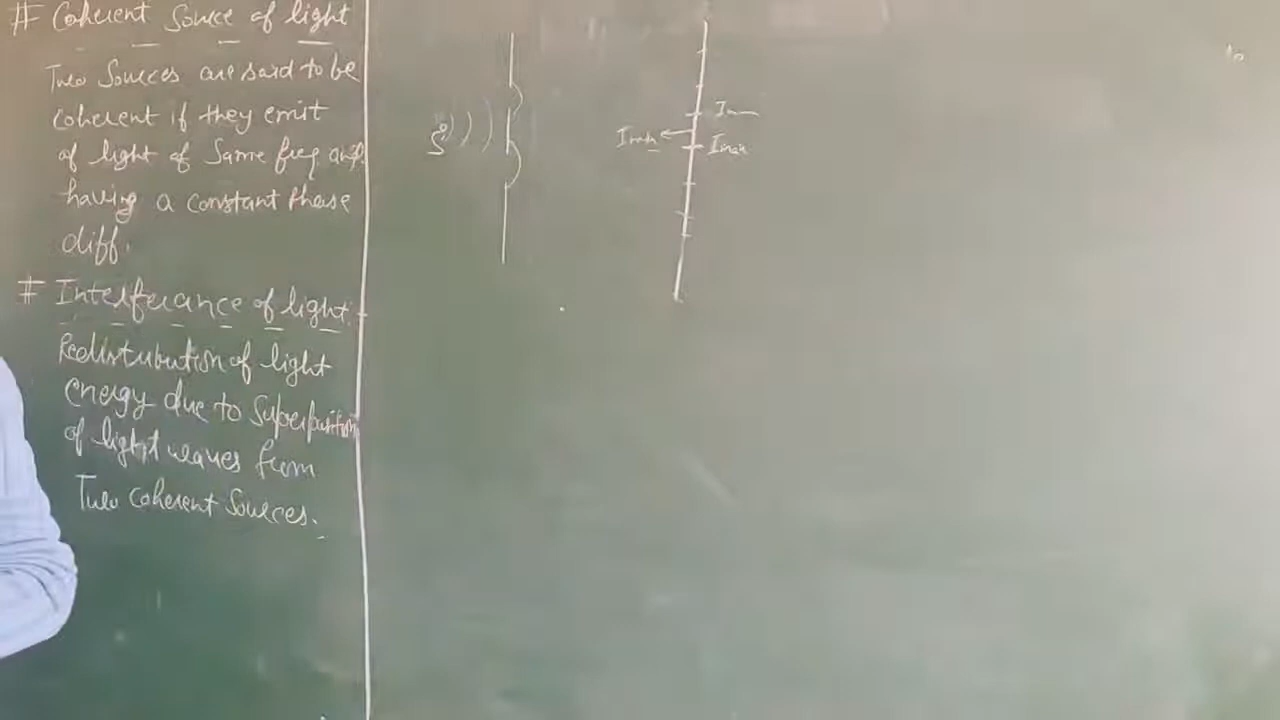 # Coherent Source of light
Two Sources are said to be
coherent if they emit
of light of Same freq and
having a constant phase
diff.
# Interferance of light.
Redistubution of light
energy due to Superposition
of light waves from
Two coherent Sources.
S
Imin
Imax